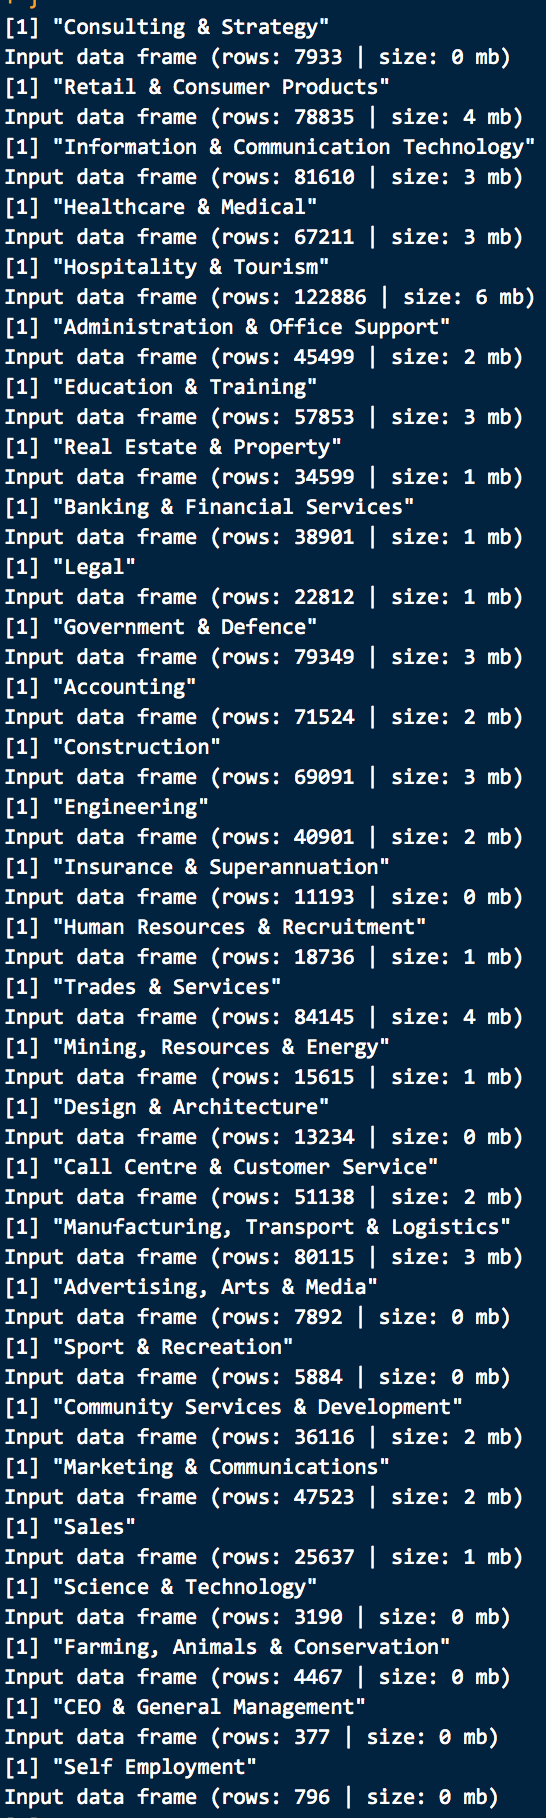 [1] "Consulting & Strategy"
Input data frame (rows: 7933 | size: 0 mb)
[1] "Retail & Consumer Products"
Input data frame (rows: 78835 | size: 4 mb)
[1] "Information & Communication Technology"
Input data frame (rows: 81610 | size: 3 mb)
[1] "Healthcare & Medical"
Input data frame (rows: 67211 | size: 3 mb)
[1] "Hospitality & Tourism"
Input data frame (rows: 122886 | size: 6 mb)
[1] "Administration & Office Support"
Input data frame (rows: 45499 | size: 2 mb)
[1] "Education & Training"
Input data frame (rows: 57853 | size: 3 mb)
[1] "Real Estate & Property"
Input data frame (rows: 34599 | size: 1 mb)
[1] "Banking & Financial Services"
Input data frame (rows: 38901 | size: 1 mb)
[1] "Legal"
Input data frame (rows: 22812 | size: 1 mb)
[1] "Government & Defence"
Input data frame (rows: 79349 | size: 3 mb)
[1] "Accounting"
Input data frame (rows: 71524 | size: 2 mb)
[1] "Construction"
Input data frame (rows: 69091 | size: 3 mb)
[1] "Engineering"
Input data frame (rows: 40901 | size: 2 mb)
[1] "Insurance & Superannuation"
Input data frame (rows: 11193 | size: 0 mb)
[1] "Human Resources & Recruitment"
Input data frame (rows: 18736 | size: 1 mb)
[1] "Trades & Services"
Input data frame (rows: 84145 | size: 4 mb)
[1] "Mining, Resources & Energy"
Input data frame (rows: 15615 | size: 1 mb)
[1] "Design & Architecture"
Input data frame (rows: 13234 | size: 0 mb)
[1] "Call Centre & Customer Service"
Input data frame (rows: 51138 | size: 2 mb)
[1] "Manufacturing, Transport & Logistics"
Input data frame (rows: 80115 | size: 3 mb)
[1] "Advertising, Arts & Media"
Input data frame (rows: 7892 | size: 0 mb)
[1] "Sport & Recreation"
Input data frame (rows: 5884 | size: 0 mb)
[1] "Community Services & Development"
Input data frame (rows: 36116 | size: 2 mb)
[1] "Marketing & Communications"
Input data frame (rows: 47523 | size: 2 mb)
[1] "Sales"
Input data frame (rows: 25637 | size: 1 mb)
[1] "Science & Technology"
Input data frame (rows: 3190 | size: 0 mb)
[1] "Farming, Animals & Conservation"
Input data frame (rows: 4467 | size: 0 mb)
[1] "CEO & General Management"
Input data frame (rows: 377 | size: 0 mb)
[1] "Self Employment"
Input data frame (rows: 796 | size: 0 mb)